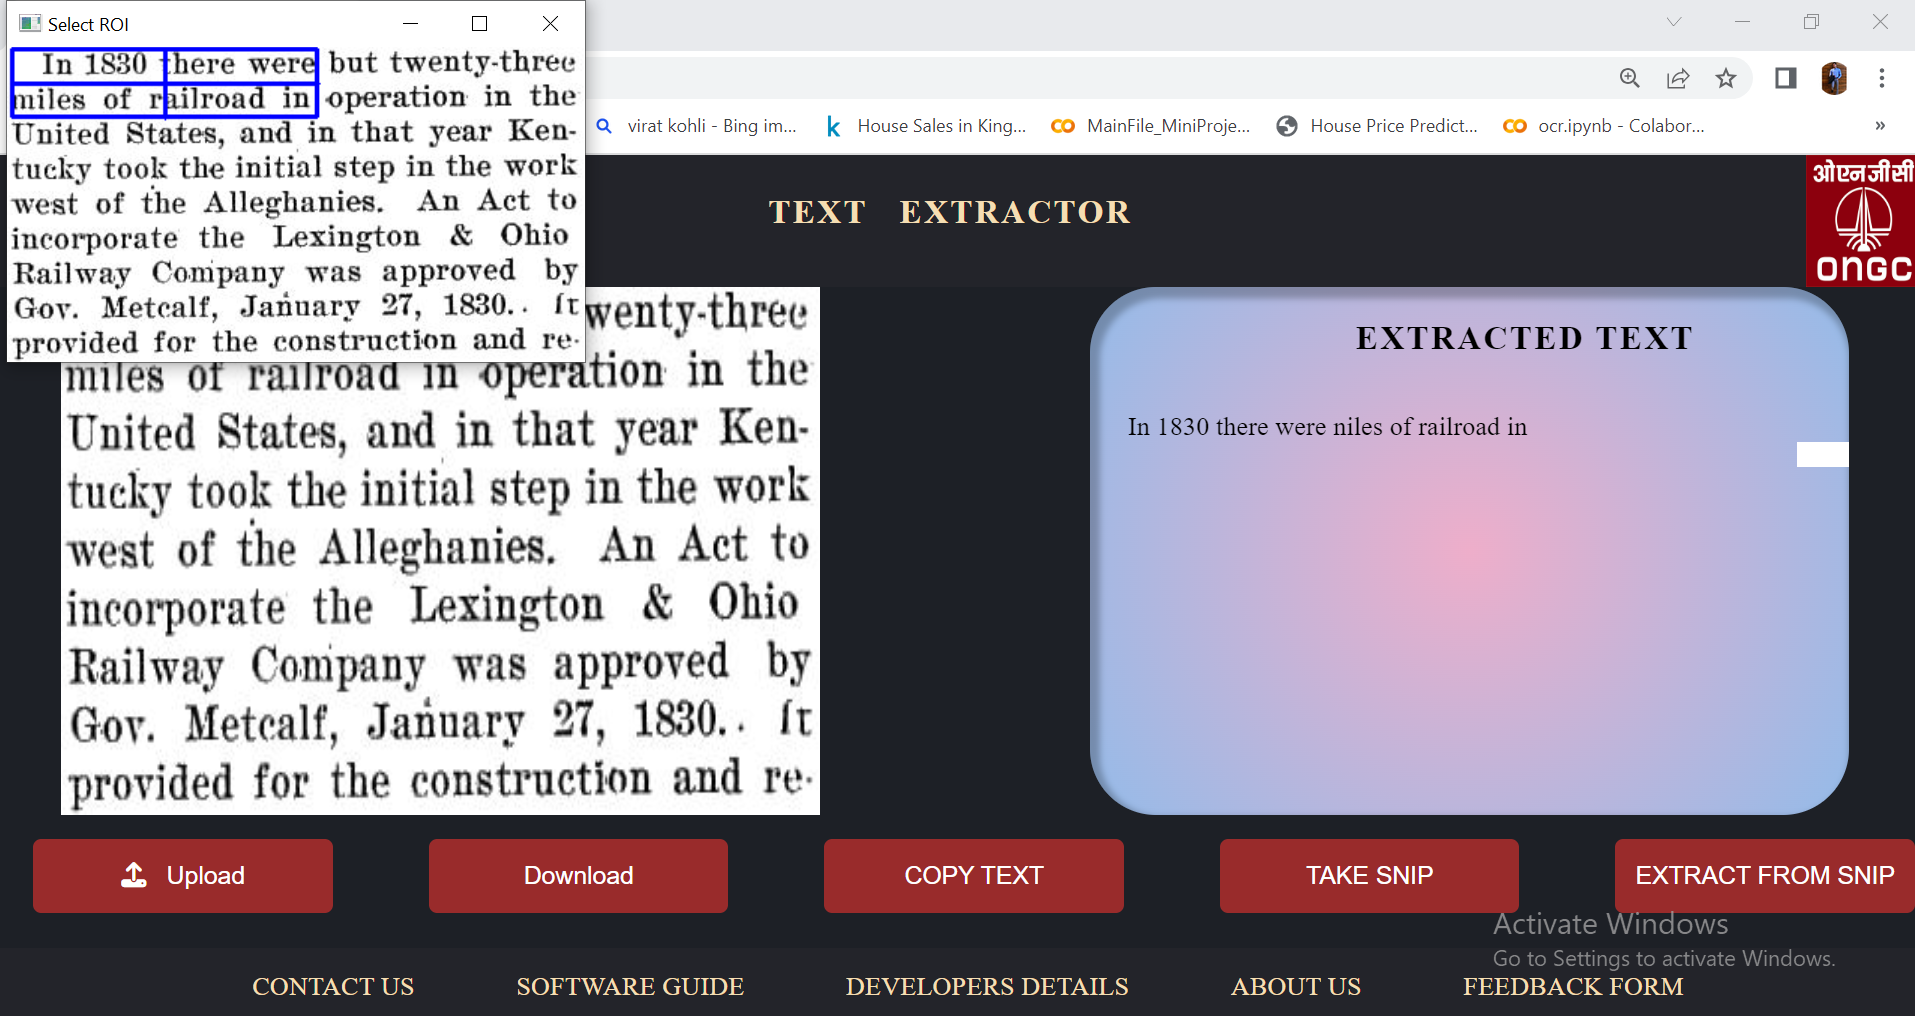 Select ROI
In 1830 there were but twenty-three
miles of railroad in operation in the
United States, and in that year Ken-
tucky took the initial step in the work
west of the Alleghanies. An Act to
incorporate the Lexington & Ohio
Railway Company was approved by
Gov. Metcalf, January 27, 1830.. It
provided for the construction and re-
virat kohli - Bing im...
House Sales in King...
MainFile_MiniProje...
House Price Predict...
ocr.ipynb - Colabor...
»
TEXT EXTRACTOR
ओएनजीसी
ONGC
wenty-three
miles of railroad in operation in the
United States, and in that year Ken-
tucky took the initial step in the work
west of the Alleghanies. An Act to
incorporate the Lexington & Ohio
Railway Company was approved by
Gov. Metcalf, January 27, 1830.. It
provided for the construction and re-
EXTRACTED TEXT
In 1830 there were niles of railroad in
Upload
Download
COPY TEXT
TAKE SNIP
EXTRACT FROM SNIP
Activate Windows
Go to Settings to activate Windows.
CONTACT US
SOFTWARE GUIDE
DEVELOPERS DETAILS
ABOUT US
FEEDBACK FORM